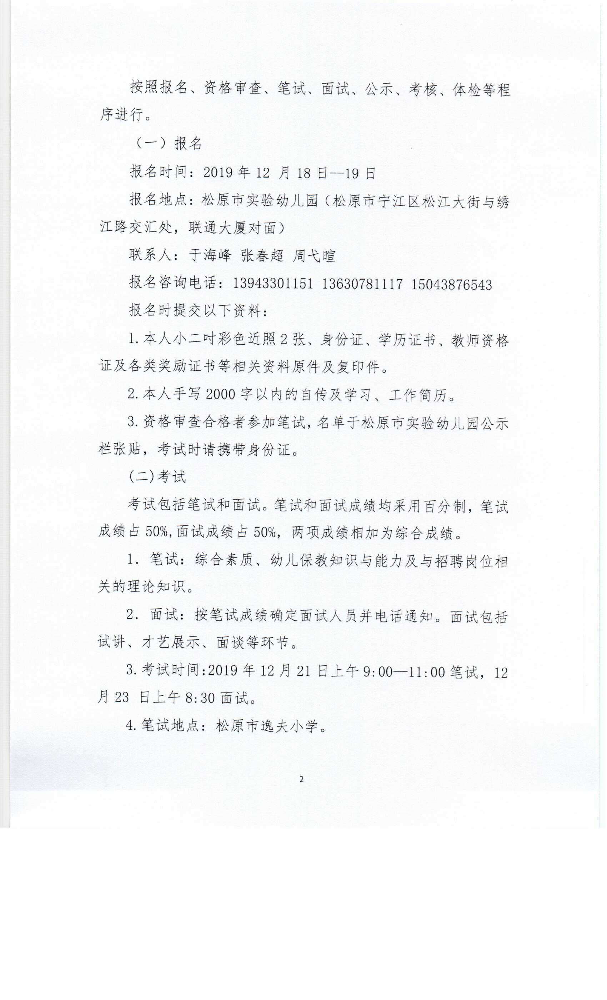 按照报名、资格审查、笔试、面试、公示、考核、体检等程
序进行。
（一）报名
报名时间：2019 年 12 月 18 日--19 日
报名地点：松原市实验幼儿园（松原市宁江区松江大街与绣
江路交汇处，联通大厦对面）
联系人：于海峰 张春超 周弋暄
报名咨询电话：13943301151 13630781117 15043876543
报名时提交以下资料：
1.本人小二吋彩色近照 2 张、身份证、学历证书、教师资格
证及各类奖励证书等相关资料原件及复印件。
2.本人手写 2000 字以内的自传及学习、工作简历。
3.资格审查合格者参加笔试，名单于松原市实验幼儿园公示
栏张贴，考试时请携带身份证。
(二)考试
考试包括笔试和面试。笔试和面试成绩均采用百分制，笔试
成绩占 50%,面试成绩占 50%，两项成绩相加为综合成绩。
1. 笔试：综合素质、幼儿保教知识与能力及与招聘岗位相
关的理论知识。
2. 面试：按笔试成绩确定面试人员并电话通知。面试包括
试讲、才艺展示、面谈等环节。
3.考试时间:2019 年 12 月 21 日上午 9:00—11:00 笔试，12
月 23 日上午 8:30 面试。
4.笔试地点：松原市逸夫小学。
2